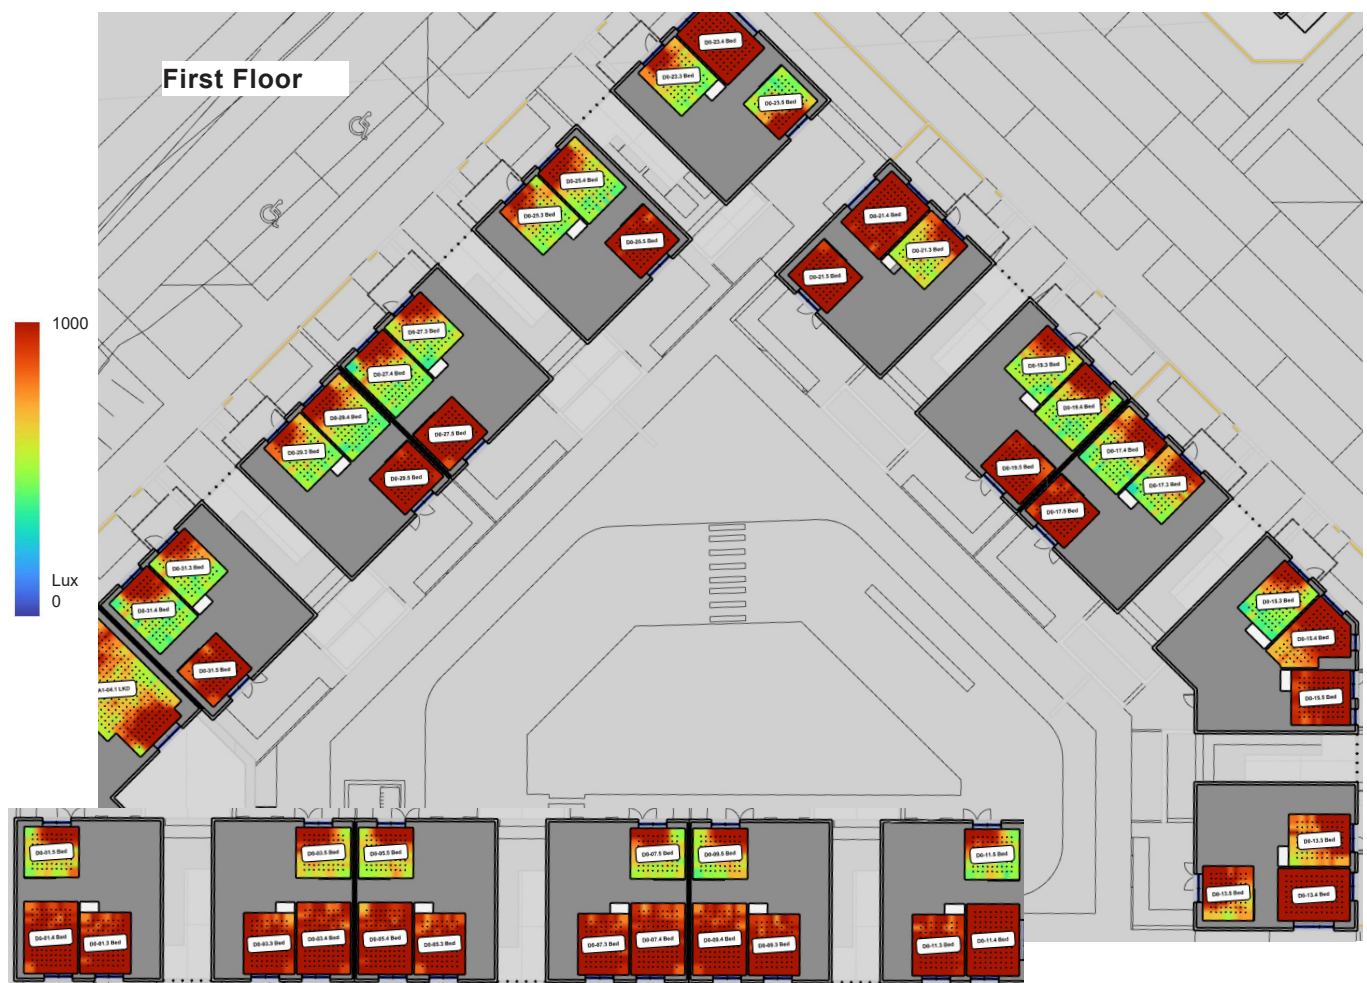 First Floor
D0-23.4 Bed
D0-23.3 Bed
D0-23.5 Bed
D0-25.4 Bed
D0-25.3 Bed
D0-25.5 Bed
D0-21.4 Bed
D0-21.3 Bed
D0-21.5 Bed
1000
D0-27.3 Bed
D0-27.4 Bed
D0-29.4 Bed
D0-29.3 Bed
D0-27.5 Bed
D0-29.5 Bed
D0-19.3 Bed
D0-19.4 Bed
D0-17.4 Bed
D0-17.3 Bed
D0-19.5 Bed
D0-17.5 Bed
Lux
0
D0-31.3 Bed
D0-31.4 Bed
D0-31.5 Bed
A1-04.1 LKD
D0-15.3 Bed
D0-15.4 Bed
D0-15.5 Bed
D0-01.5 Bed
D0-03.5 Bed
D0-05.5 Bed
D0-07.5 Bed
D0-09.5 Bed
D0-11.5 Bed
D0-13.3 Bed
D0-13.5 Bed
D0-13.4 Bed
D0-01.4 Bed
D0-01.3 Bed
D0-03.3 Bed
D0-03.4 Bed
D0-05.4 Bed
D0-05.3 Bed
D0-07.3 Bed
D0-07.4 Bed
D0-09.4 Bed
D0-09.3 Bed
D0-11.3 Bed
D0-11.4 Bed